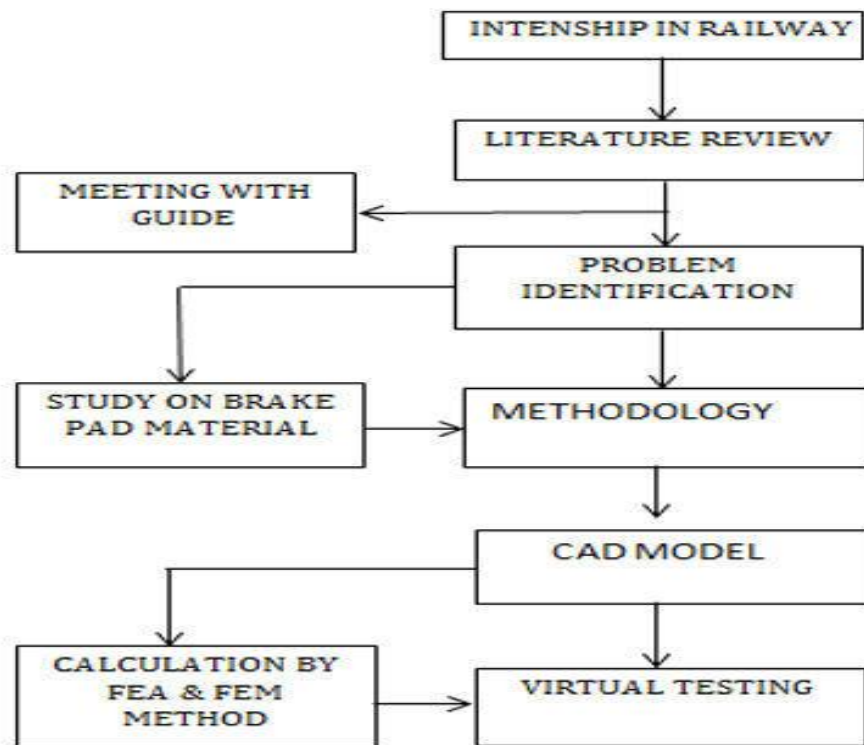 INTENSHIP IN RAILWAY
LITERATURE REVIEW
MEETING WITH
GUIDE
PROBLEM
IDENTIFICATION
STUDY ON BRAKE
PAD MATERIAL
METHODOLOGY
CAD MODEL
CALCULATION BY
FEA & FEM
METHOD
VIRTUAL TESTING